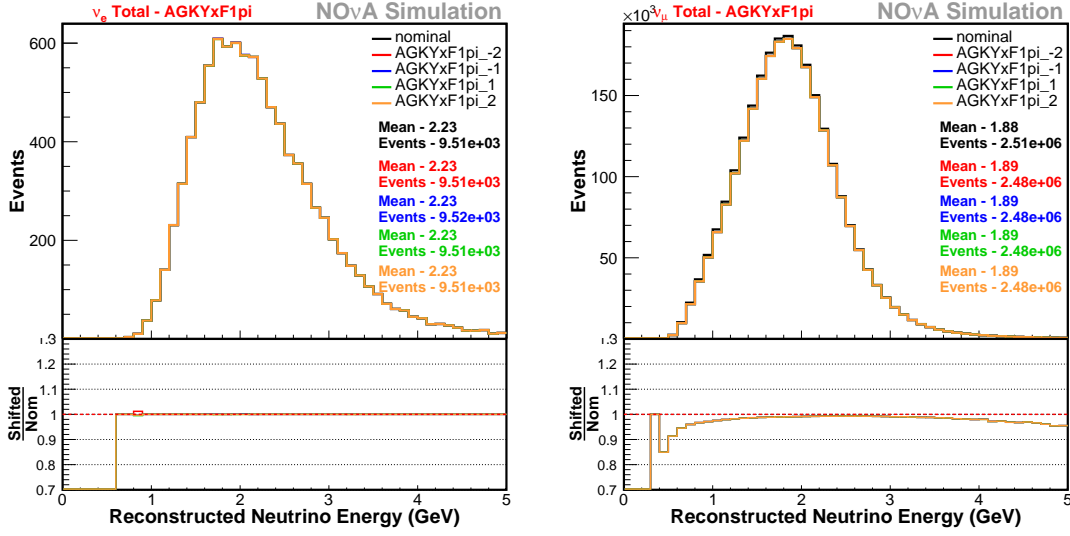 ν_e Total - AGKYxF1pi NOνA Simulation
nominal
AGKYxF1pi_-2
AGKYxF1pi_-1
AGKYxF1pi_1
AGKYxF1pi_2
Mean - 2.23
Events - 9.51e+03
Mean - 2.23
Events - 9.51e+03
Mean - 2.23
Events - 9.52e+03
Mean - 2.23
Events - 9.51e+03
Mean - 2.23
Events - 9.51e+03
Events
600
400
200
1.3
1.2
1.1
1
0.9
0.8
0.7
Shifted
Nom
0 1 2 3 4 5
Reconstructed Neutrino Energy (GeV)
×10³ ν_μ Total - AGKYxF1pi NOνA Simulation
nominal
AGKYxF1pi_-2
AGKYxF1pi_-1
AGKYxF1pi_1
AGKYxF1pi_2
Mean - 1.88
Events - 2.51e+06
Mean - 1.89
Events - 2.48e+06
Mean - 1.89
Events - 2.48e+06
Mean - 1.89
Events - 2.48e+06
Mean - 1.89
Events - 2.48e+06
Events
150
100
50
1.3
1.2
1.1
1
0.9
0.8
0.7
Shifted
Nom
0 1 2 3 4 5
Reconstructed Neutrino Energy (GeV)